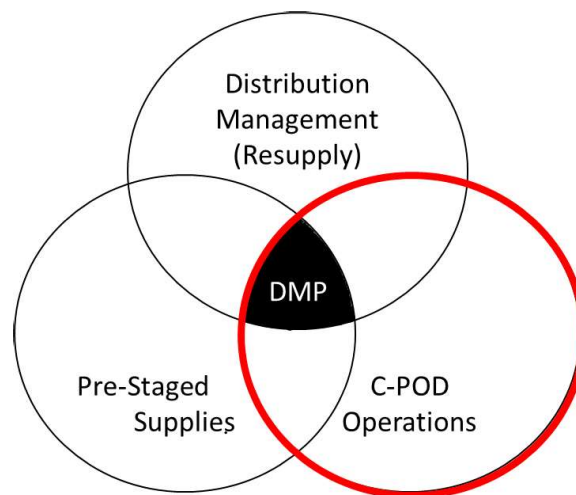 Distribution
Management
(Resupply)
DMP
Pre-Staged
Supplies
C-POD
Operations